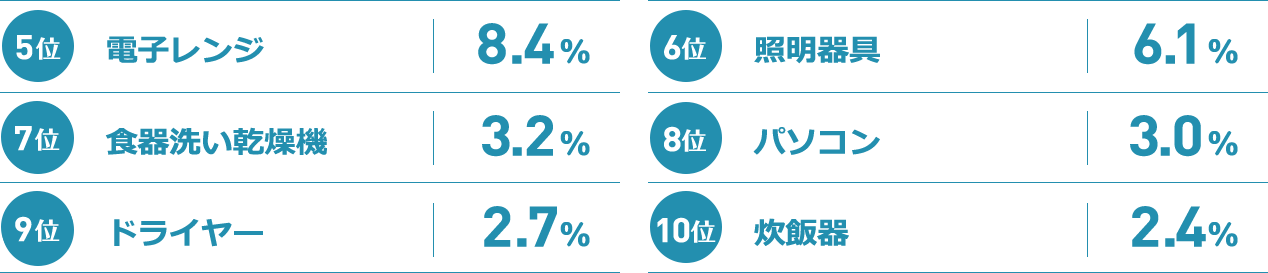 5位 電子レンジ 8.4%
6位 照明器具 6.1%
7位 食器洗い乾燥機 3.2%
8位 パソコン 3.0%
9位 ドライヤー 2.7%
10位 炊飯器 2.4%